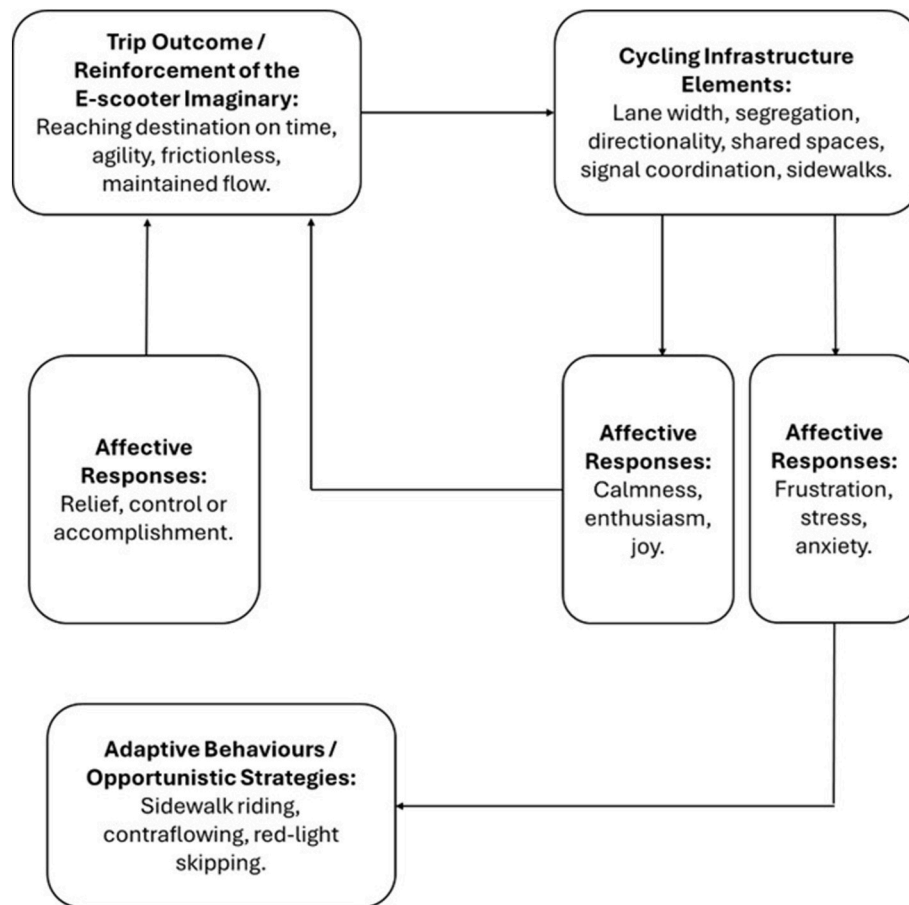 Trip Outcome /
Reinforcement of the
E-scooter Imaginary:
Reaching destination on time,
agility, frictionless,
maintained flow.
Cycling Infrastructure
Elements:
Lane width, segregation,
directionality, shared spaces,
signal coordination, sidewalks.
Affective
Responses:
Relief, control or
accomplishment.
Affective
Responses:
Calmness,
enthusiasm,
joy.
Affective
Responses:
Frustration,
stress,
anxiety.
Adaptive Behaviours /
Opportunistic Strategies:
Sidewalk riding,
contraflowing, red-light
skipping.